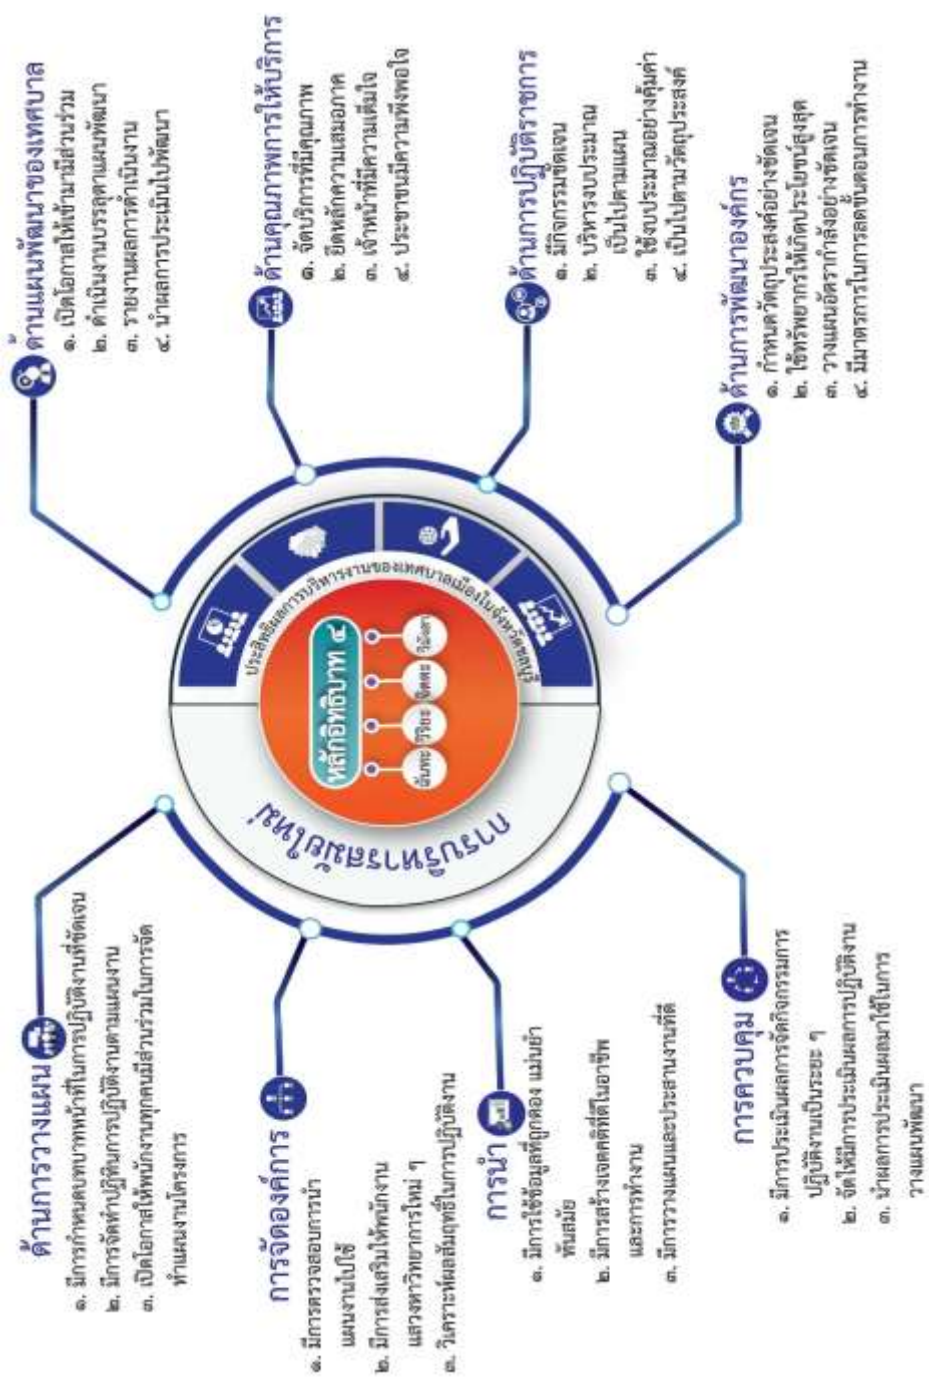 ด้านการวางแผน
๑. มีการกำหนดบทบาทหน้าที่ในการปฏิบัติงานที่ชัดเจน
๒. มีการจัดทำปฏิทินการปฏิบัติงานตามแผนงาน
๓. เปิดโอกาสให้พนักงานทุกคนมีส่วนร่วมในการจัด
ทำแผนงานโครงการ
การจัดองค์การ
๑. มีการตรวจสอบการนำ
แผนงานไปใช้
๒. มีการส่งเสริมให้พนักงาน
แสวงหาวิทยาการใหม่ ๆ
๓. วิเคราะห์ผลสัมฤทธิ์ในการปฏิบัติงาน
การนำ
๑. มีการใช้ข้อมูลที่ถูกต้อง แม่นยำ
ทันสมัย
๒. มีการสร้างเจตคติที่ดีในอาชีพ
และการทำงาน
๓. มีการวางแผนและประสานงานที่ดี
การควบคุม
๑. มีการประเมินผลการจัดกิจกรรมการ
ปฏิบัติงานเป็นระยะ ๆ
๒. จัดให้มีการประเมินผลการปฏิบัติงาน
๓. นำผลการประเมินผลมาใช้ในการ
วางแผนพัฒนา
การบริหารสมัยใหม่
หลักอิทธิบาท ๔
ฉันทะ วิริยะ จิตตะ วิมังสา
ประสิทธิผลการบริหารงานของเทศบาลเมืองในจังหวัดชลบุรี
ด้านแผนพัฒนาของเทศบาล
๑. เปิดโอกาสให้เข้ามามีส่วนร่วม
๒. ดำเนินงานบรรลุตาแผนพัฒนา
๓. รายงานผลการดำเนินงาน
๔. นำผลการประเมินไปพัฒนา
ด้านคุณภาพการให้บริการ
๑. จัดบริการที่มีคุณภาพ
๒. ยึดหลักความเสมอภาค
๓. เจ้าหน้าที่มีความเต็มใจ
๔. ประชาชนมีความพึงพอใจ
ด้านการปฏิบัติราชการ
๑. มีกิจกรรมชัดเจน
๒. บริหารงบประมาณ
เป็นไปตามแผน
๓. ใช้งบประมาณอย่างคุ้มค่า
๔. เป็นไปตามวัตถุประสงค์
ด้านการพัฒนาองค์กร
๑. กำหนดวัตถุประสงค์อย่างชัดเจน
๒. ใช้ทรัพยากรให้เกิดประโยชน์สูงสุด
๓. วางแผนอัตรากำลังอย่างชัดเจน
๔. มีมาตรการในการลดขั้นตอนการทำงาน